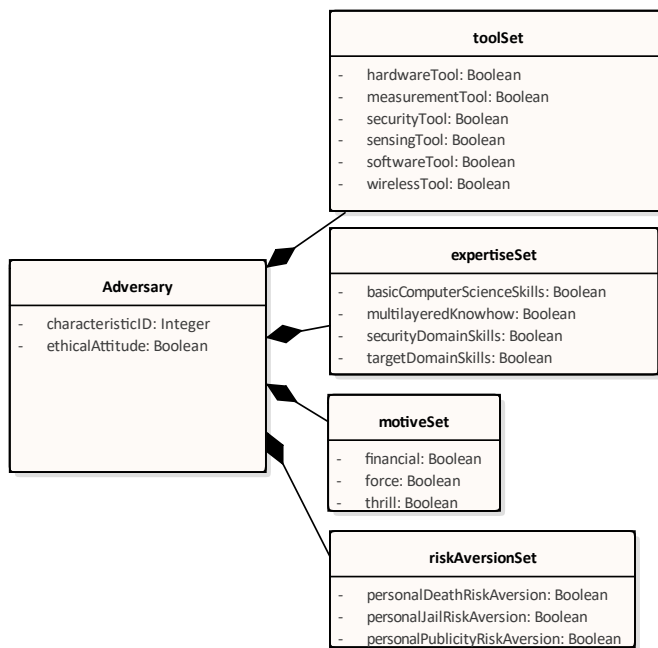 toolSet
- hardwareTool: Boolean
- measurementTool: Boolean
- securityTool: Boolean
- sensingTool: Boolean
- softwareTool: Boolean
- wirelessTool: Boolean
Adversary
- characteristicID: Integer
- ethicalAttitude: Boolean
expertiseSet
- basicComputerScienceSkills: Boolean
- multilayeredKnowhow: Boolean
- securityDomainSkills: Boolean
- targetDomainSkills: Boolean
motiveSet
- financial: Boolean
- force: Boolean
- thrill: Boolean
riskAversionSet
- personalDeathRiskAversion: Boolean
- personalJailRiskAversion: Boolean
- personalPublicityRiskAversion: Boolean